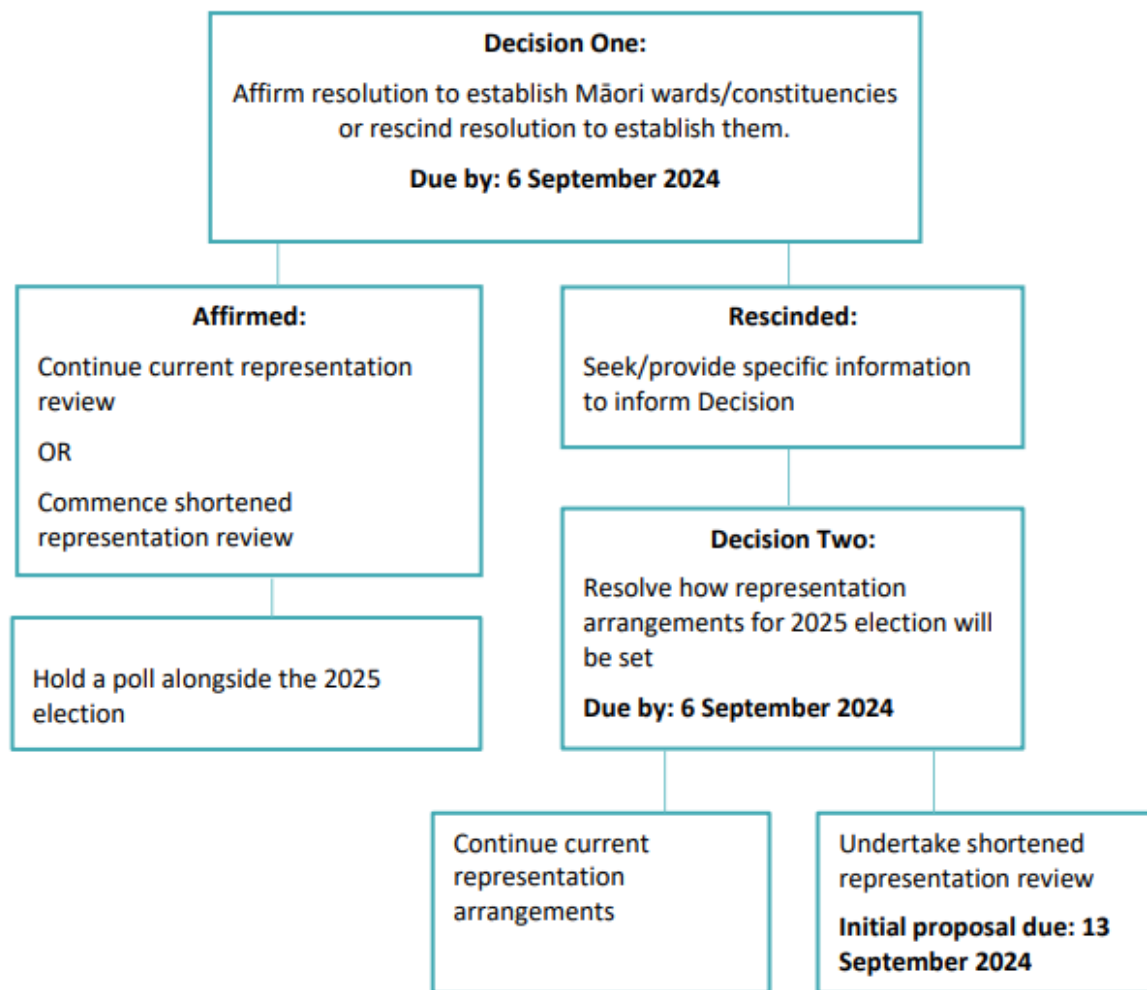 Decision One:
Affirm resolution to establish Māori wards/constituencies
or rescind resolution to establish them.
Due by: 6 September 2024
Affirmed:
Continue current representation
review
OR
Commence shortened
representation review
Hold a poll alongside the 2025
election
Rescinded:
Seek/provide specific information
to inform Decision
Decision Two:
Resolve how representation
arrangements for 2025 election will
be set
Due by: 6 September 2024
Continue current
representation
arrangements
Undertake shortened
representation review
Initial proposal due: 13
September 2024